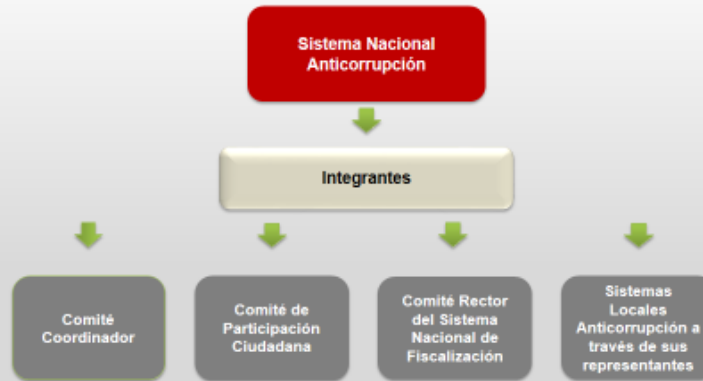 Sistema Nacional
Anticorrupción
Integrantes
Comité
Coordinador
Comité de
Participación
Ciudadana
Comité Rector
del Sistema
Nacional de
Fiscalización
Sistemas
Locales
Anticorrupción a
través de sus
representantes